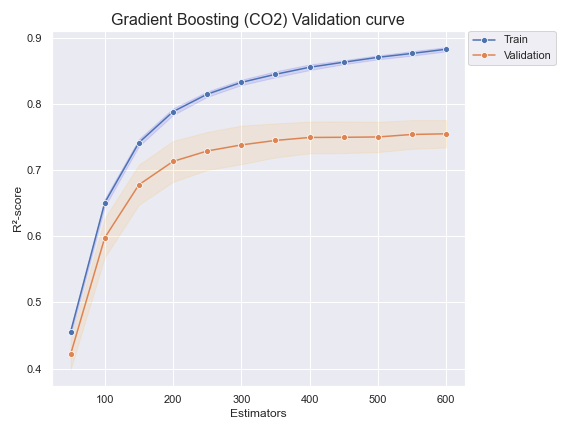 Gradient Boosting (CO2) Validation curve
Train
Validation
0.9
0.8
0.7
0.6
0.5
0.4
R²-score
100 200 300 400 500 600
Estimators